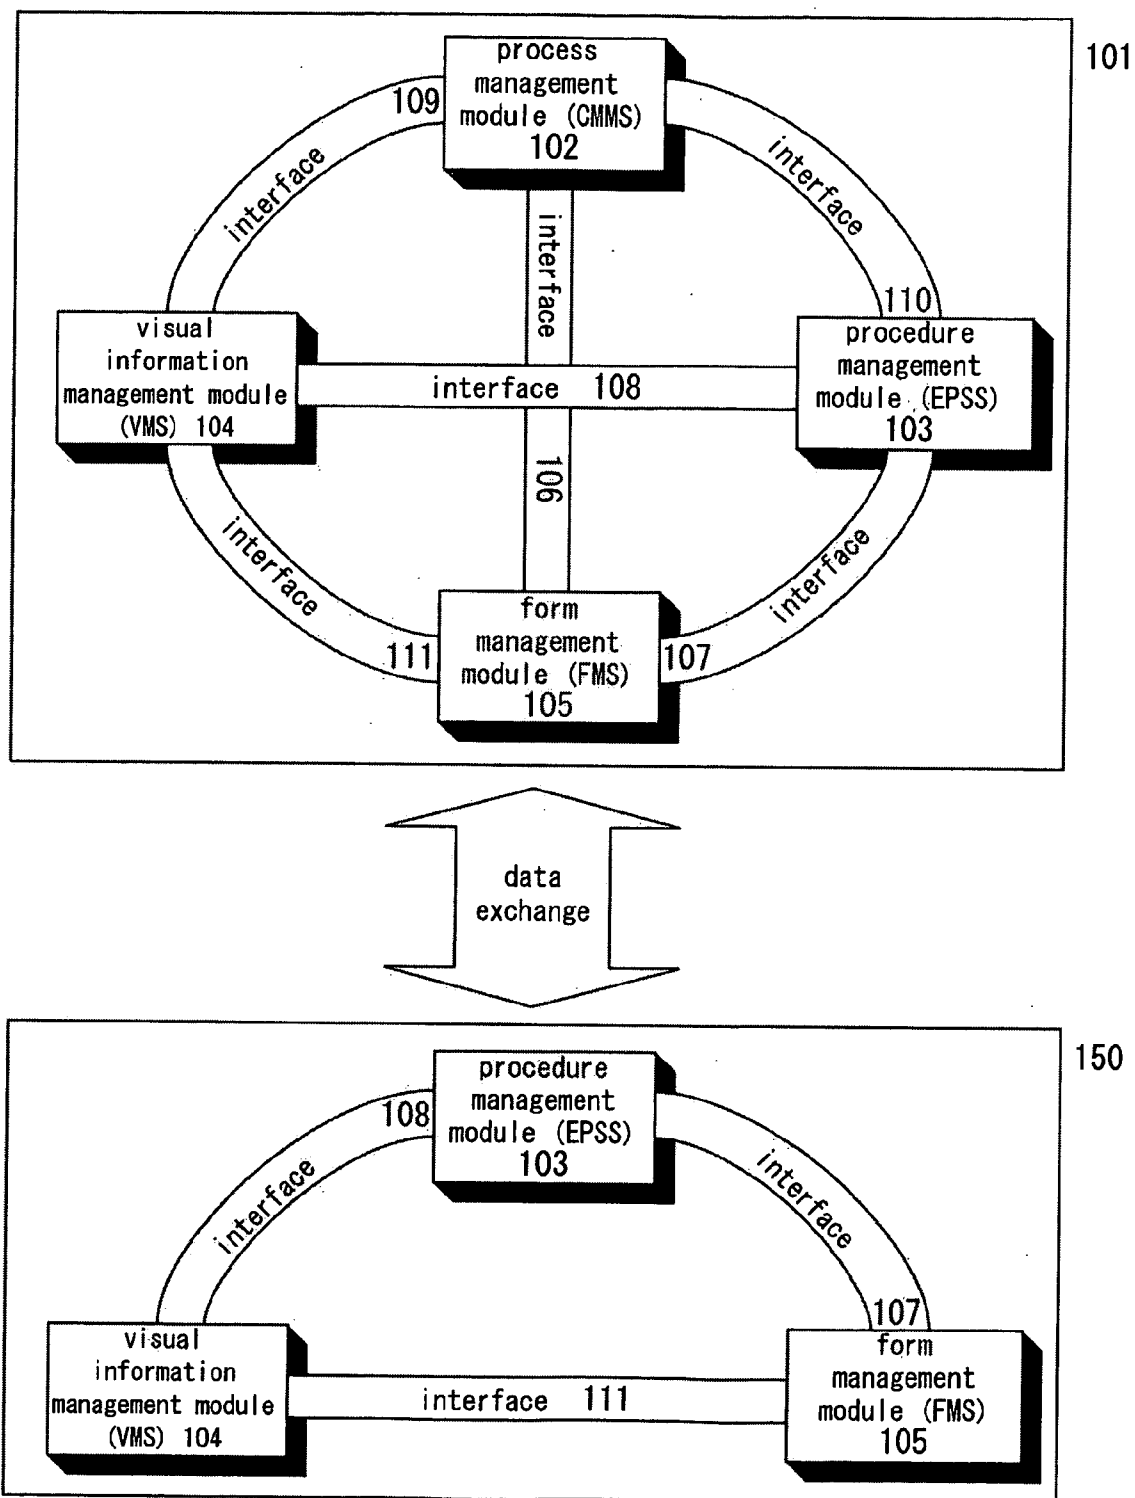 101
process
management
module (CMMS)
102
109
interface
interface
interface
110
visual
information
management module
(VMS) 104
interface 108
procedure
management
module (EPSS)
103
106
interface
interface
form
management
module (FMS)
105
111
107
data
exchange
150
procedure
management
module (EPSS)
103
108
interface
interface
107
visual
information
management module
(VMS) 104
interface 111
form
management
module (FMS)
105